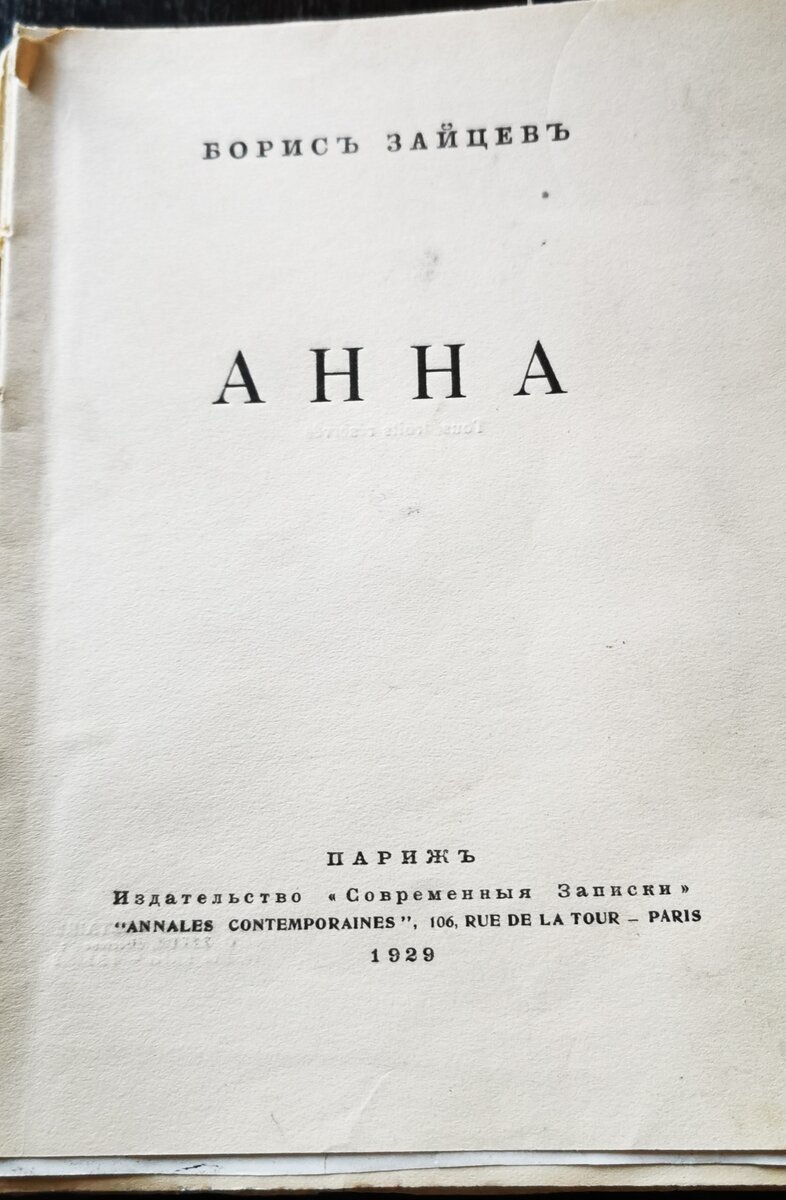 БОРИСЪ ЗАЙЦЕВЪ
АННА
ПАРИЖЪ
Издательство «Современныя Записки»
“ANNALES CONTEMPORAINES”, 106, RUE DE LA TOUR – PARIS
1929